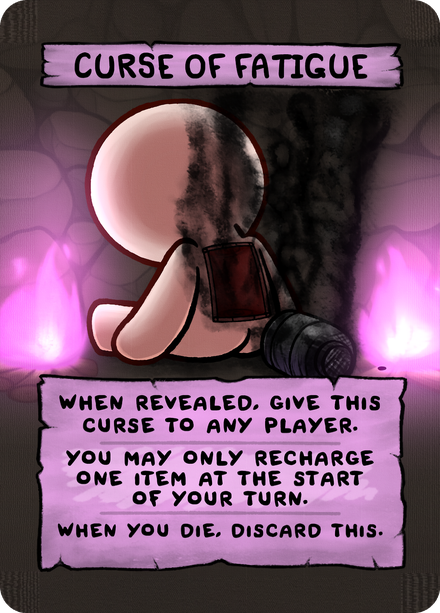 CURSE OF FATIGUE
WHEN REVEALED, GIVE THIS
CURSE TO ANY PLAYER.
YOU MAY ONLY RECHARGE
ONE ITEM AT THE START
OF YOUR TURN.
WHEN YOU DIE, DISCARD THIS.